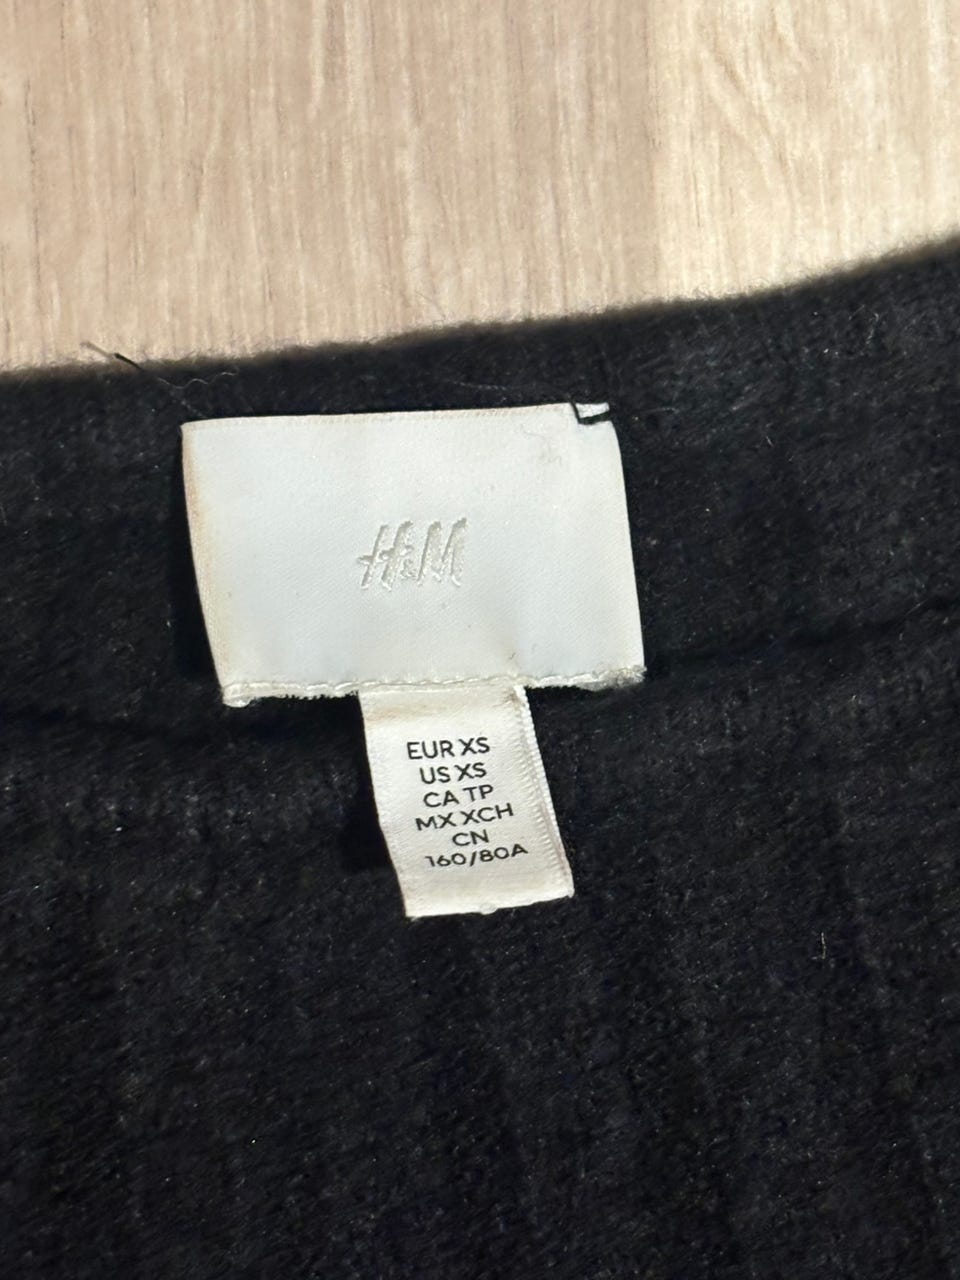 H&M
EUR XS
US XS
CA TP
MX XCH
CN
160/80A